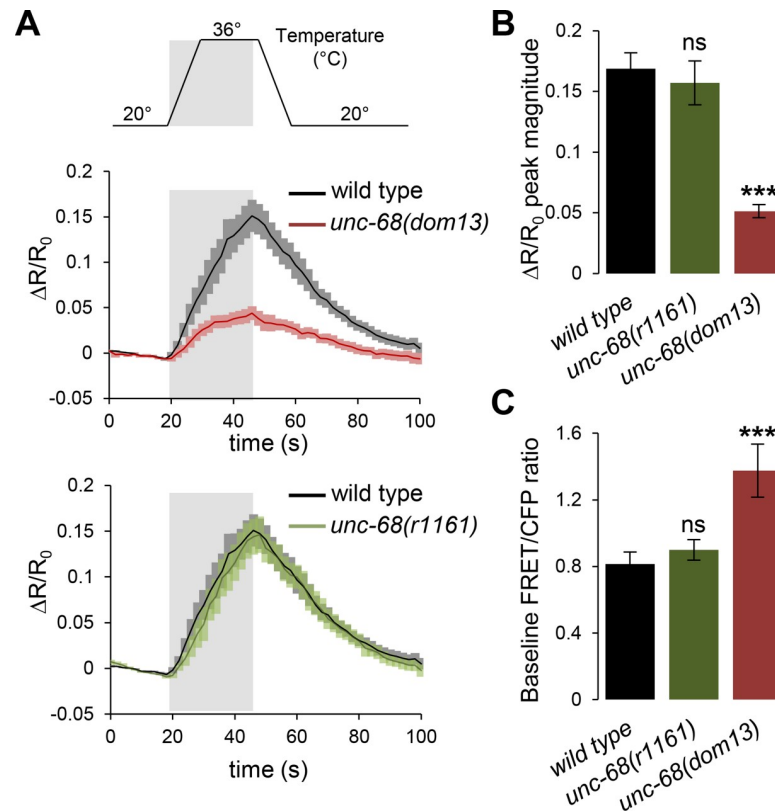 A
36°
Temperature
(°C)
20°
20°
0.2
0.15
0.1
0.05
0
-0.05
ΔR/R0
wild type
unc-68(dom13)
0
20
40
60
80
100
time (s)
0.2
0.15
0.1
0.05
0
-0.05
ΔR/R0
wild type
unc-68(r1161)
0
20
40
60
80
100
time (s)
B
ΔR/R0 peak magnitude
0.2
0.15
0.1
0.05
0
ns
***
wild type
unc-68(r1161)
unc-68(dom13)
C
Baseline FRET/CFP ratio
1.6
1.2
0.8
0.4
0
ns
***
wild type
unc-68(r1161)
unc-68(dom13)